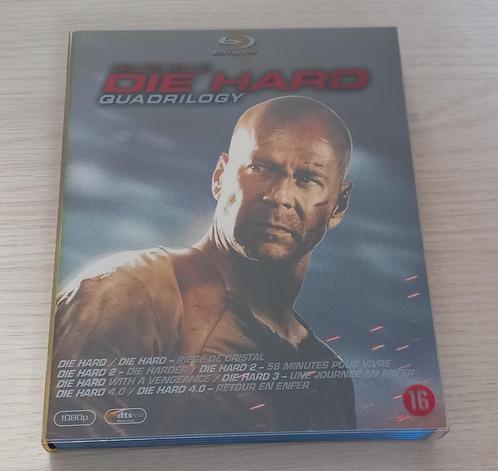 Blu-ray Disc
DIE HARD
QUADRILOGY
DIE HARD / DIE HARD – PIÈGE DE CRISTAL
DIE HARD 2 – DIE HARDER / DIE HARD 2 – 58 MINUTES POUR VIVRE
DIE HARD WITH A VENGEANCE / DIE HARD 3 – UNE JOURNÉE EN ENFER
DIE HARD 4.0 / DIE HARD 4.0 – RETOUR EN ENFER
1080p
dts
16